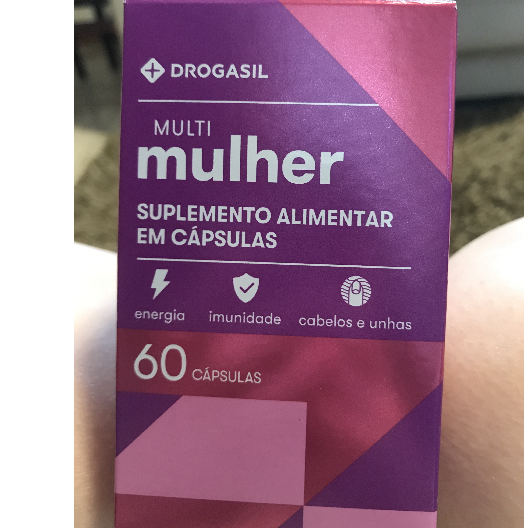 DROGASIL
MULTI
mulher
SUPLEMENTO ALIMENTAR
EM CÁPSULAS
energia imunidade cabelos e unhas
60 CÁPSULAS